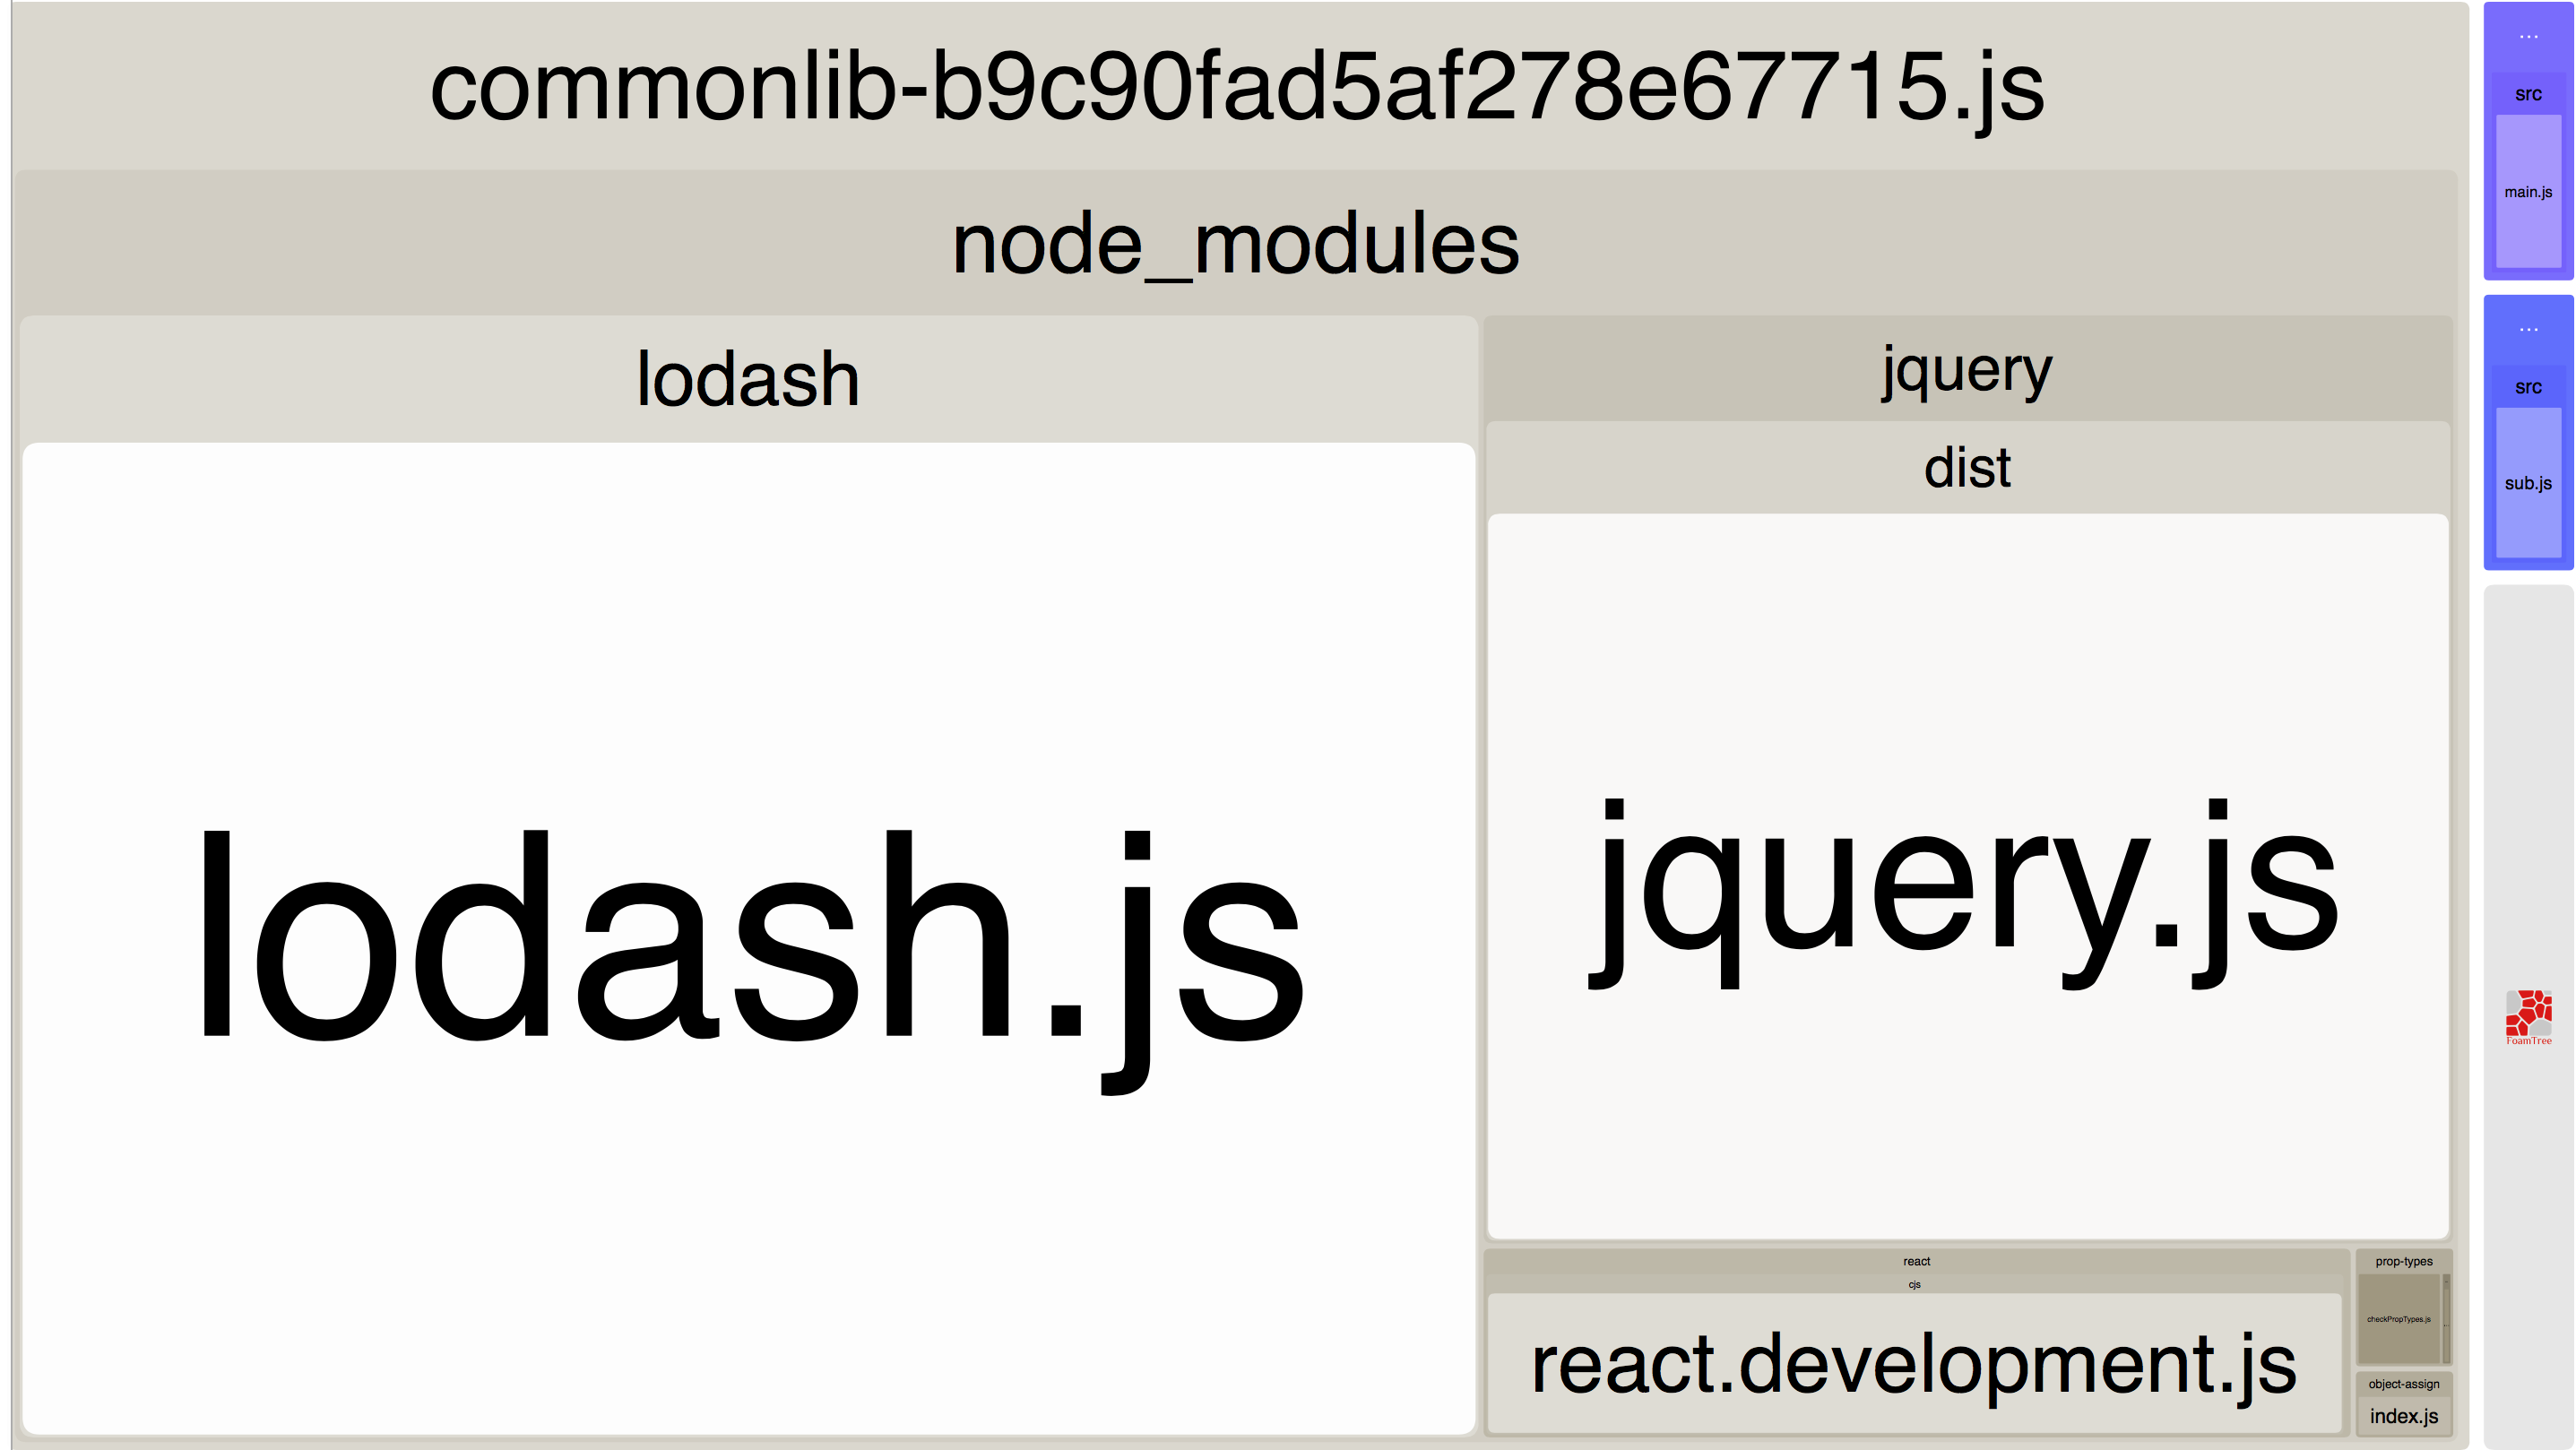 commonlib-b9c90fad5af278e67715.js
node_modules
lodash
lodash.js
jquery
dist
jquery.js
react
cjs
react.development.js
prop-types
checkPropTypes.js
object-assign
index.js
...
src
main.js
...
src
sub.js
FoamTree